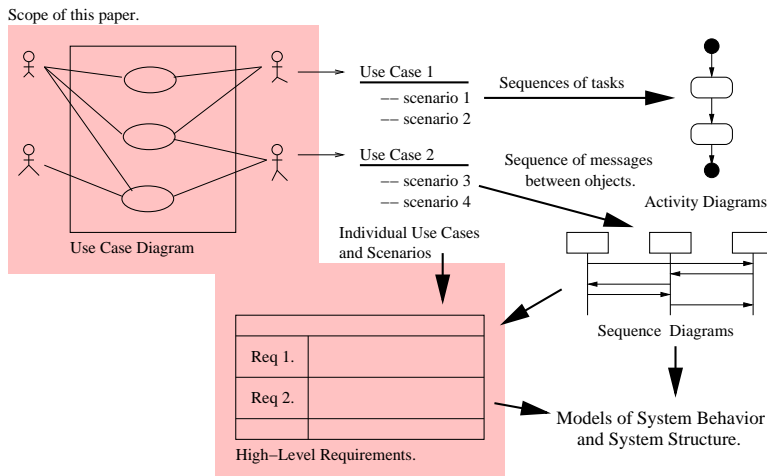 Scope of this paper.
Use Case 1
−− scenario 1
−− scenario 2
Sequences of tasks
Use Case 2
−− scenario 3
−− scenario 4
Sequence of messages
between objects.
Activity Diagrams
Use Case Diagram
Individual Use Cases
and Scenarios
Sequence Diagrams
Req 1.
Req 2.
High−Level Requirements.
Models of System Behavior
and System Structure.